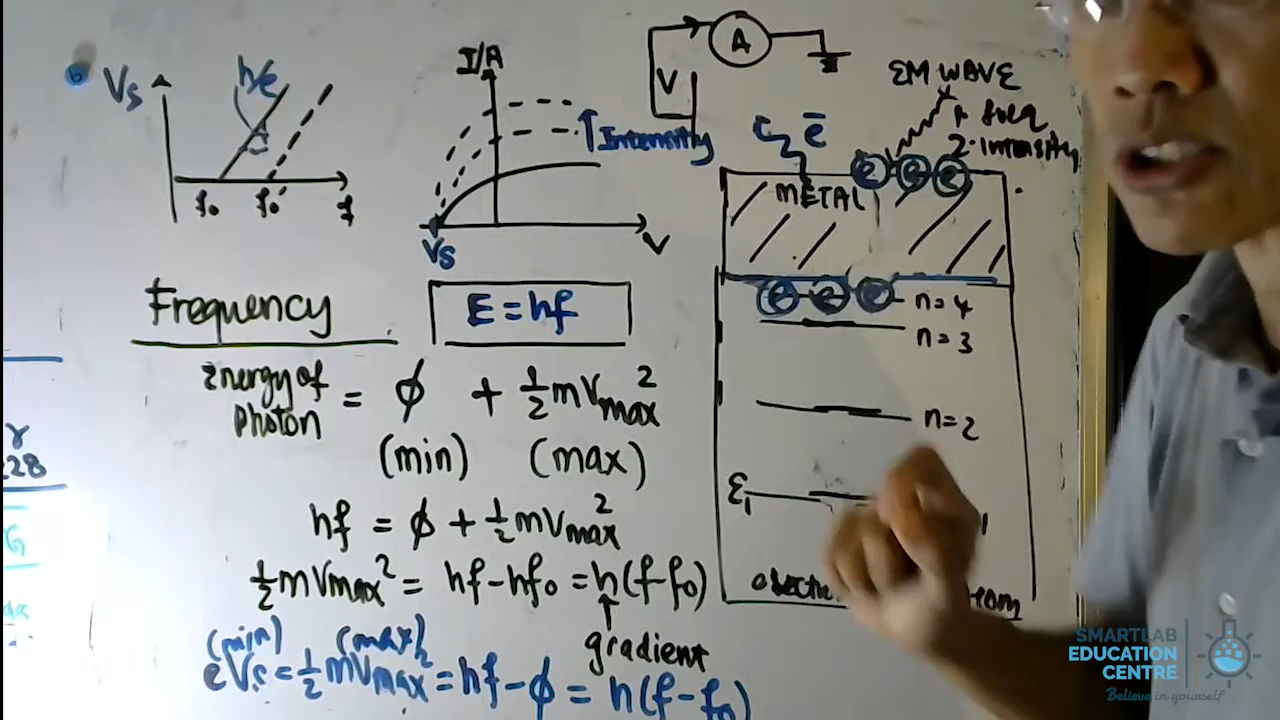 Vs
h/e
f₀
f₀'
f
I/A
Intensity
Vs
V
A
V
EM WAVE
1. freq
2. intensity
ē
METAL
e e e
e e e
n=4
n=3
n=2
E₁
Frequency
E = hf
Energy of photon = ϕ + ½mVmax²
(min) (max)
hf = ϕ + ½mVmax²
½mVmax² = hf - hf₀ = h(f-f₀)
gradient
(min) (max)
eVs = ½mVmax² = hf - ϕ = h(f-f₀)
γ
28
SMARTLAB
EDUCATION
CENTRE
Believe in yourself